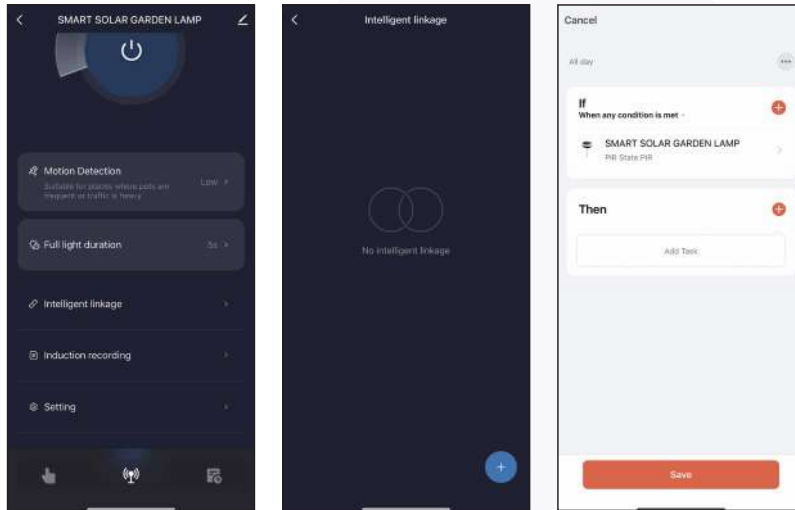 SMART SOLAR GARDEN LAMP
Motion Detection
Suitable for places where pets are
frequent or traffic is heavy
Low
Full light duration
5s
Intelligent linkage
Induction recording
Setting
Intelligent linkage
No intelligent linkage
Cancel
All day
If
When any condition is met
SMART SOLAR GARDEN LAMP
PIR State:PIR
Then
Add Task
Save